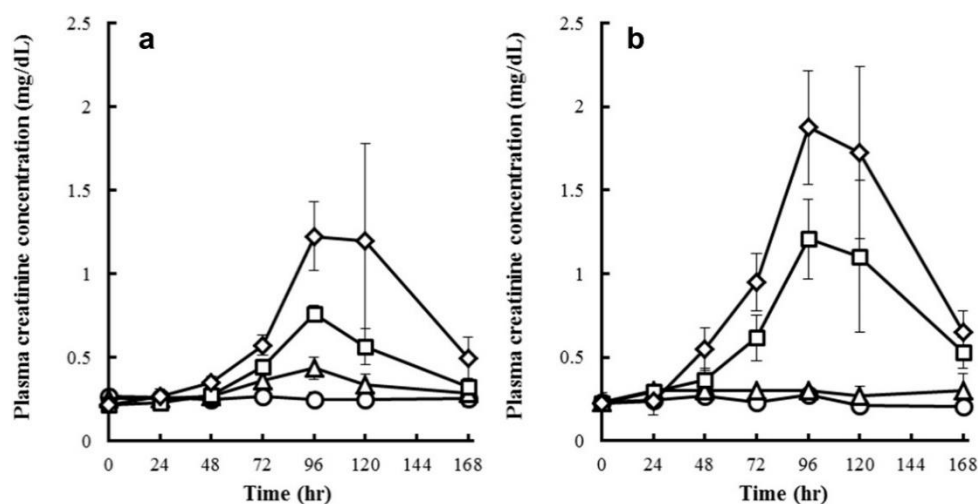 a
Plasma creatinine concentration (mg/dL)
2.5
2
1.5
1
0.5
0
0 24 48 72 96 120 144 168
Time (hr)
b
Plasma creatinine concentration (mg/dL)
2.5
2
1.5
1
0.5
0
0 24 48 72 96 120 144 168
Time (hr)